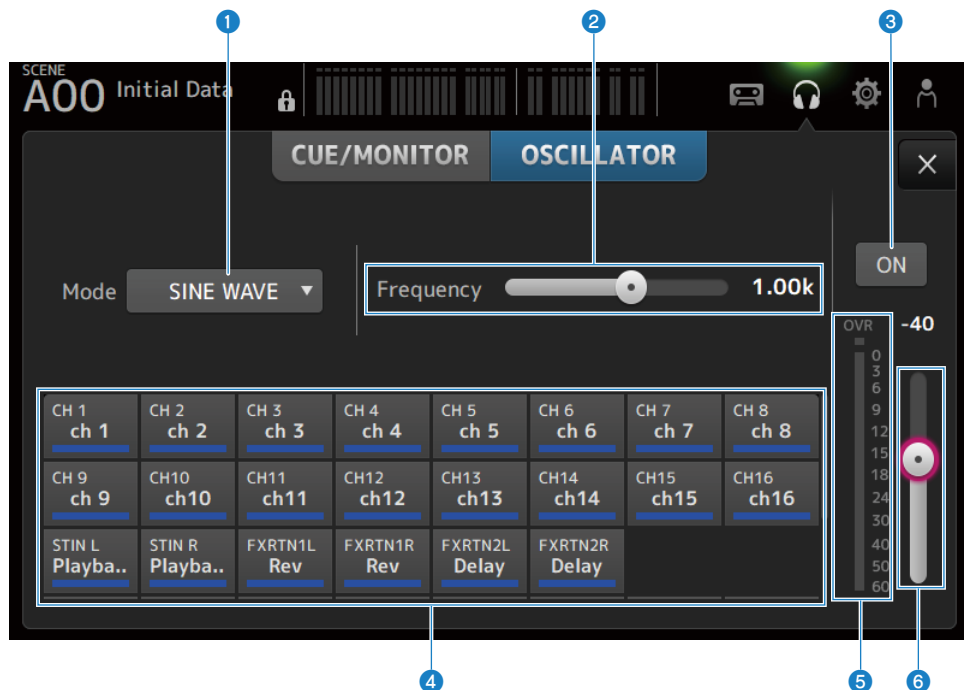 1 2 3
SCENE
A00 Initial Data
CUE/MONITOR OSCILLATOR
Mode SINE WAVE Frequency 1.00k
ON
OVR -40
0
3
6
9
12
15
18
24
30
40
50
60
CH 1 CH 2 CH 3 CH 4 CH 5 CH 6 CH 7 CH 8
ch 1 ch 2 ch 3 ch 4 ch 5 ch 6 ch 7 ch 8
CH 9 CH10 CH11 CH12 CH13 CH14 CH15 CH16
ch 9 ch10 ch11 ch12 ch13 ch14 ch15 ch16
STIN L STIN R FXRTN1L FXRTN1R FXRTN2L FXRTN2R
Playba.. Playba.. Rev Rev Delay Delay
4 5 6